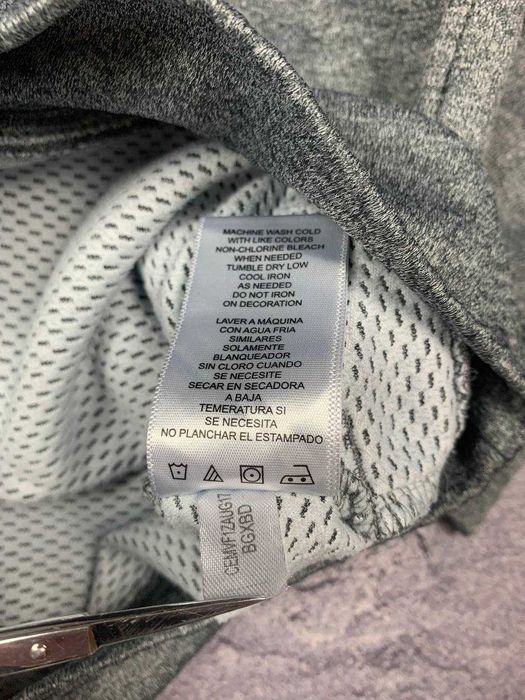 MACHINE WASH COLD
WITH LIKE COLORS
NON-CHLORINE BLEACH
WHEN NEEDED
TUMBLE DRY LOW
COOL IRON
AS NEEDED
DO NOT IRON
ON DECORATION
LAVER A MÁQUINA
CON AGUA FRIA
SIMILARES
SOLAMENTE
BLANQUEADOR
SIN CLORO CUANDO
SE NECESITE
SECAR EN SECADORA
A BAJA
TEMERATURA SI
SE NECESITA
NO PLANCHAR EL ESTAMPADO
CEMVF1ZAUG17
BGXBD